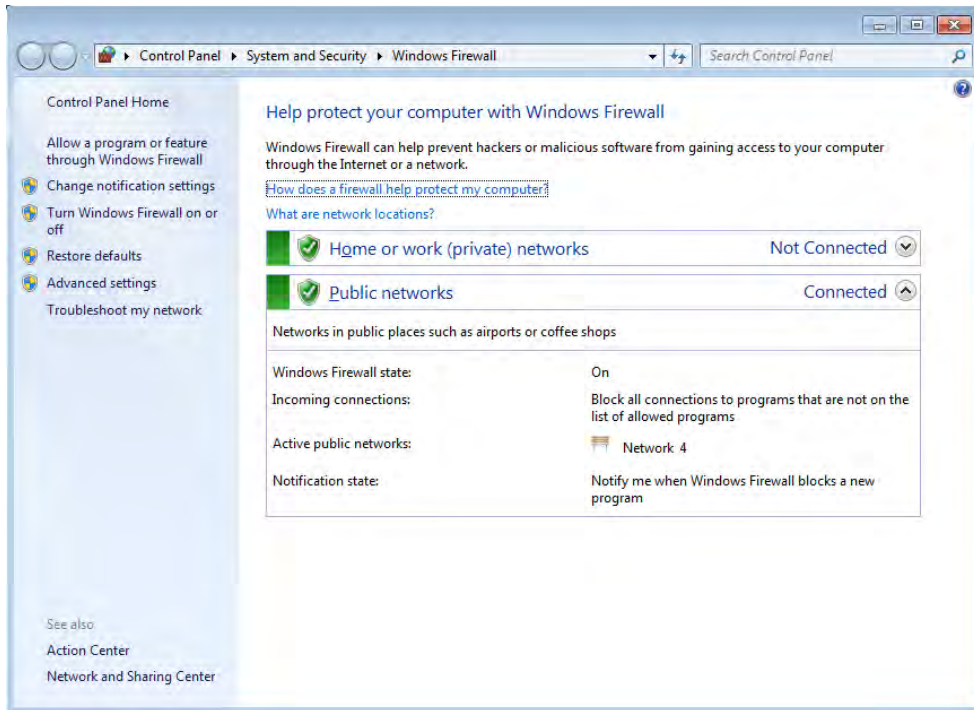 Control Panel System and Security Windows Firewall
Search Control Panel
Control Panel Home
Allow a program or feature
through Windows Firewall
Change notification settings
Turn Windows Firewall on or
off
Restore defaults
Advanced settings
Troubleshoot my network
See also
Action Center
Network and Sharing Center
Help protect your computer with Windows Firewall
Windows Firewall can help prevent hackers or malicious software from gaining access to your computer
through the Internet or a network.
How does a firewall help protect my computer?
What are network locations?
Home or work (private) networks Not Connected
Public networks Connected
Networks in public places such as airports or coffee shops
Windows Firewall state: On
Incoming connections: Block all connections to programs that are not on the
list of allowed programs
Active public networks: Network 4
Notification state: Notify me when Windows Firewall blocks a new
program